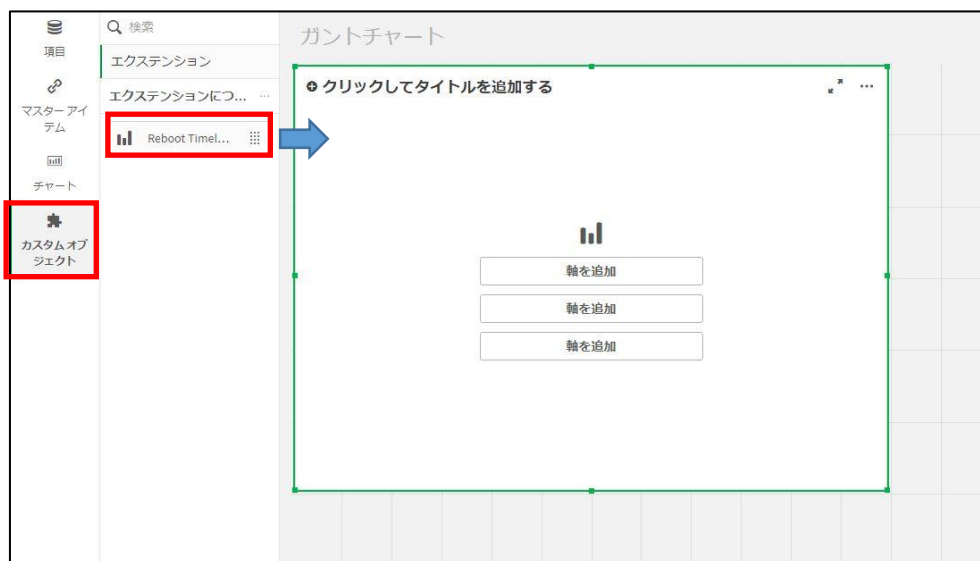 項目
マスター アイ
テム
チャート
カスタム オブ
ジェクト
検索
エクステンション
エクステンションにつ...
Reboot Timel...
ガントチャート
クリックしてタイトルを追加する
軸を追加
軸を追加
軸を追加